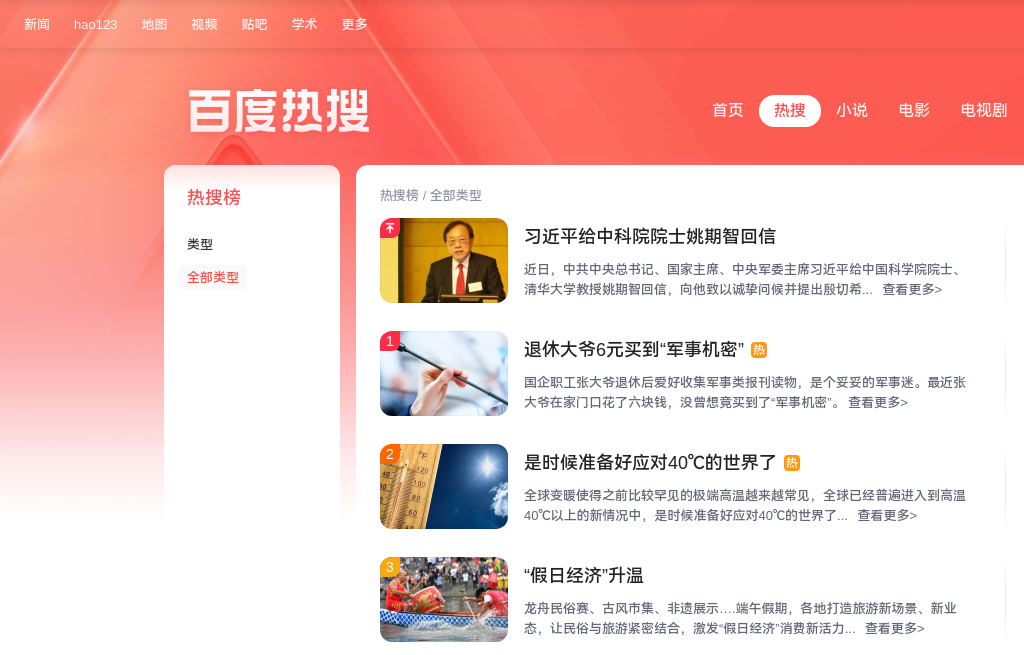 新闻 hao123 地图 视频 贴吧 学术 更多
百度热搜
首页 热搜 小说 电影 电视剧
热搜榜
类型
全部类型
热搜榜 / 全部类型
习近平给中科院院士姚期智回信
近日，中共中央总书记、国家主席、中央军委主席习近平给中国科学院院士、
清华大学教授姚期智回信，向他致以诚挚问候并提出殷切希... 查看更多>
1
退休大爷6元买到“军事机密” 热
国企职工张大爷退休后爱好收集军事类报刊读物，是个妥妥的军事迷。最近张
大爷在家门口花了六块钱，没曾想竟买到了“军事机密”。 查看更多>
2
°F
120
100
80
60
40
是时候准备好应对40℃的世界了 热
全球变暖使得之前比较罕见的极端高温越来越常见，全球已经普遍进入到高温
40℃以上的新情况中，是时候准备好应对40℃的世界了... 查看更多>
3
“假日经济”升温
龙舟民俗赛、古风市集、非遗展示....端午假期，各地打造旅游新场景、新业
态，让民俗与旅游紧密结合，激发“假日经济”消费新活力... 查看更多>